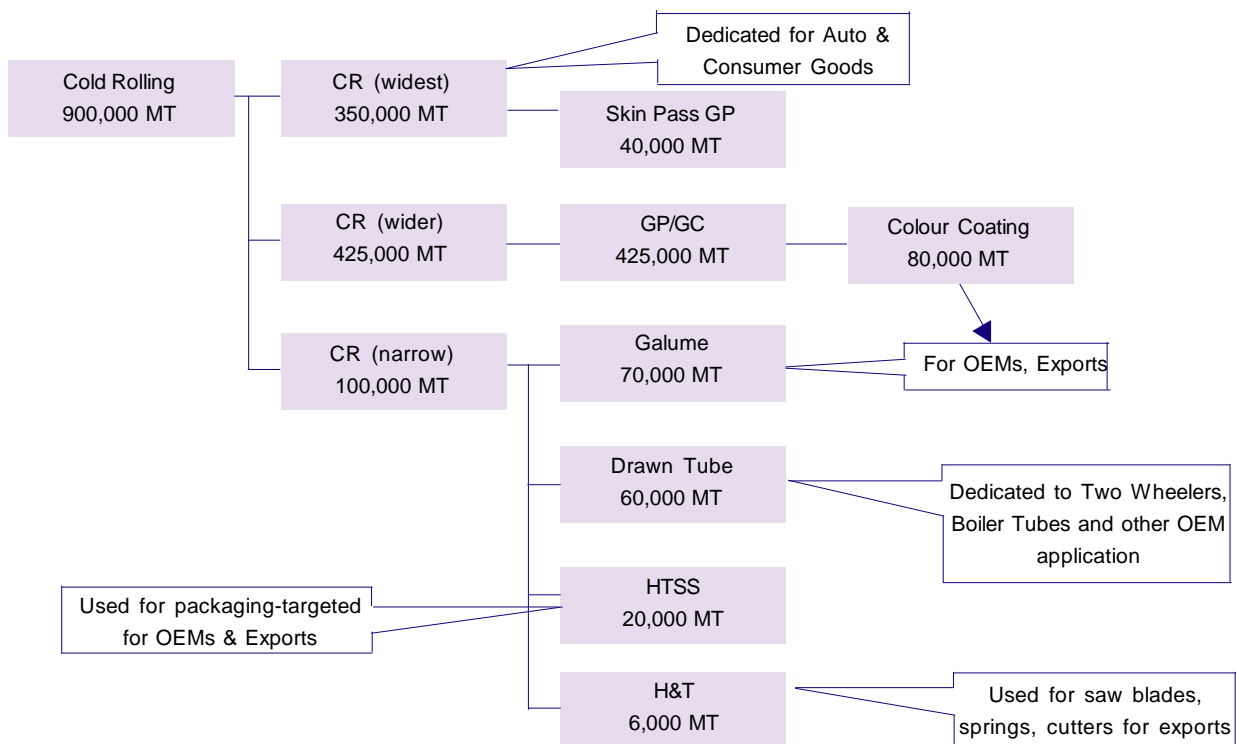 Dedicated for Auto &
Consumer Goods
Cold Rolling
900,000 MT
CR (widest)
350,000 MT
Skin Pass GP
40,000 MT
CR (wider)
425,000 MT
GP/GC
425,000 MT
Colour Coating
80,000 MT
CR (narrow)
100,000 MT
Galume
70,000 MT
For OEMs, Exports
Drawn Tube
60,000 MT
Dedicated to Two Wheelers,
Boiler Tubes and other OEM
application
Used for packaging-targeted
for OEMs & Exports
HTSS
20,000 MT
H&T
6,000 MT
Used for saw blades,
springs, cutters for exports